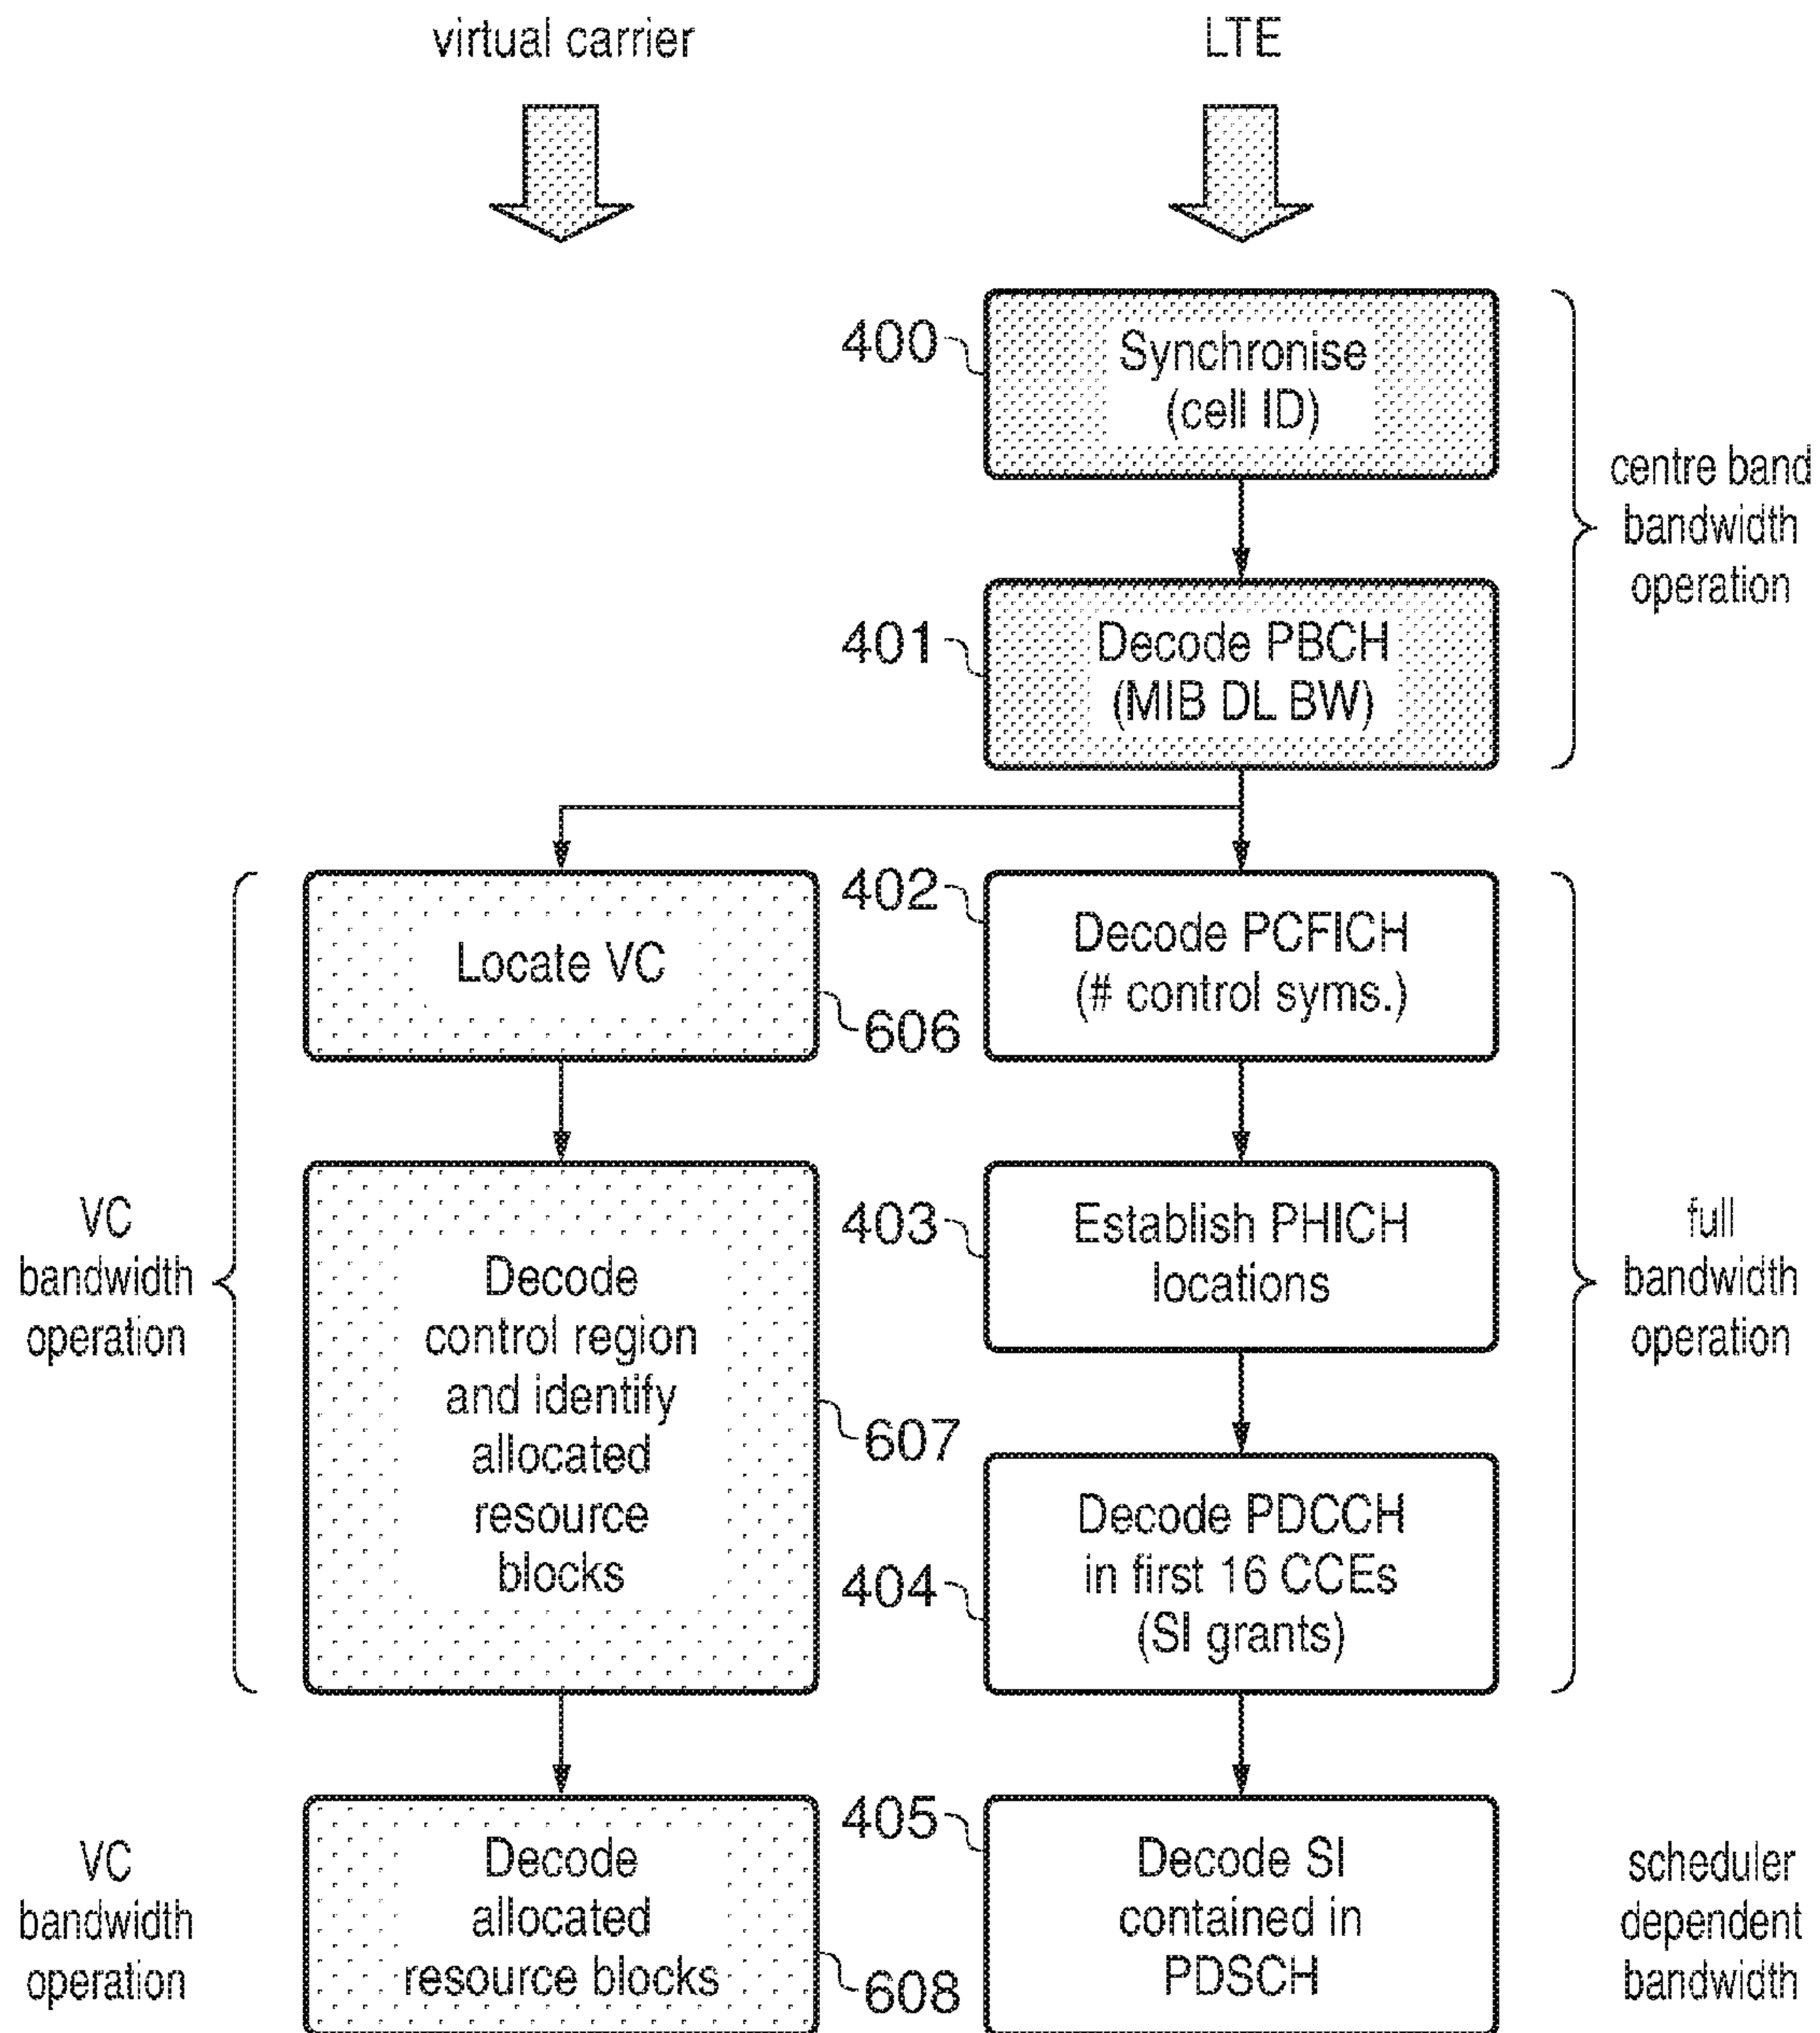 virtual carrier
LTE
400
Synchronise
(cell ID)
centre band
bandwidth
operation
401
Decode PBCH
(MIB DL BW)
Locate VC
606
402
Decode PCFICH
(# control syms.)
VC
bandwidth
operation
Decode
control region
and identify
allocated
resource
blocks
607
403
Establish PHICH
locations
full
bandwidth
operation
404
Decode PDCCH
in first 16 CCEs
(SI grants)
VC
bandwidth
operation
Decode
allocated
resource blocks
608
405
Decode SI
contained in
PDSCH
scheduler
dependent
bandwidth